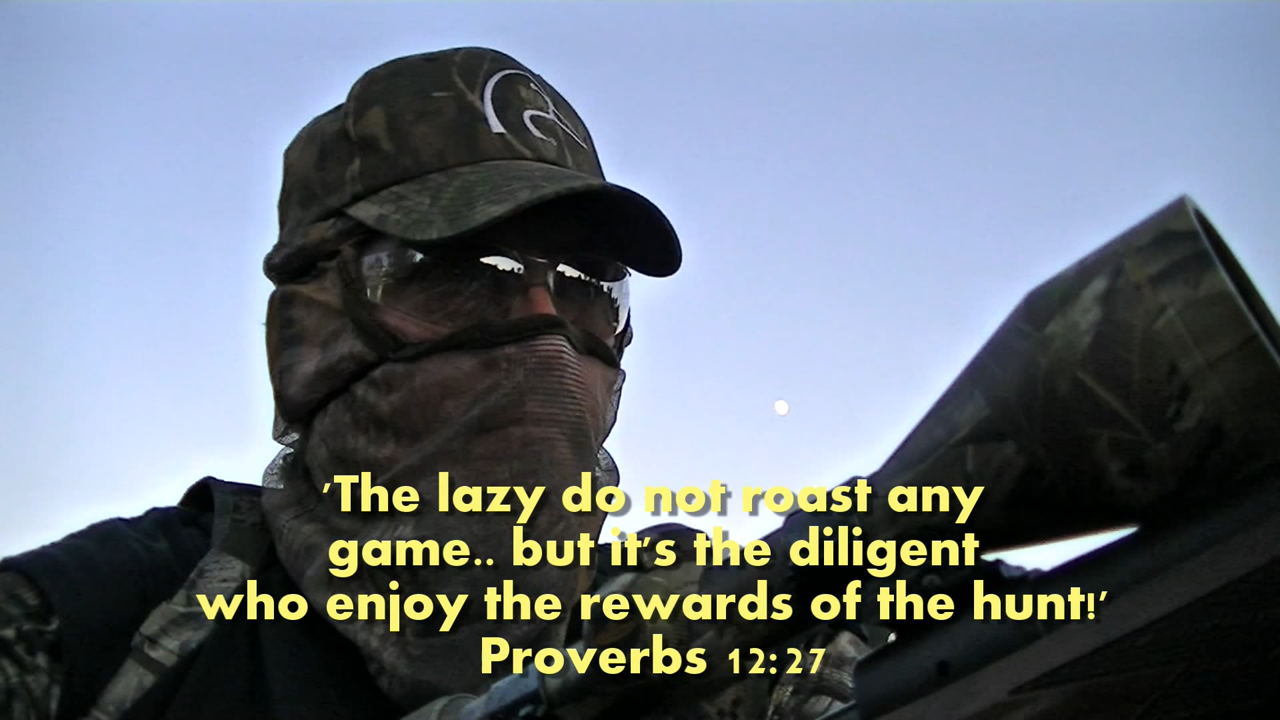 'The lazy do not roast any
game.. but it's the diligent
who enjoy the rewards of the hunt!'
Proverbs 12:27